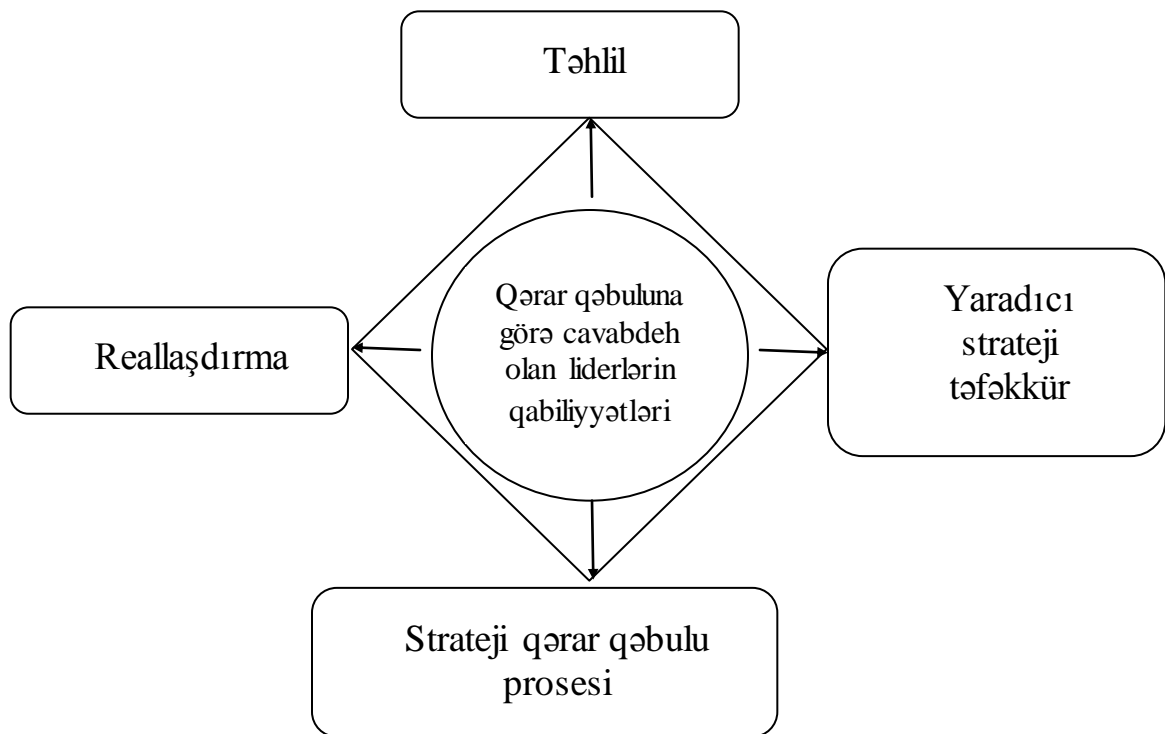 Təhlil
Qərar qəbuluna
görə cavabdeh
olan liderlərin
qabiliyyətləri
Yaradıcı
strateji
təfəkkür
Reallaşdırma
Strateji qərar qəbulu
prosesi